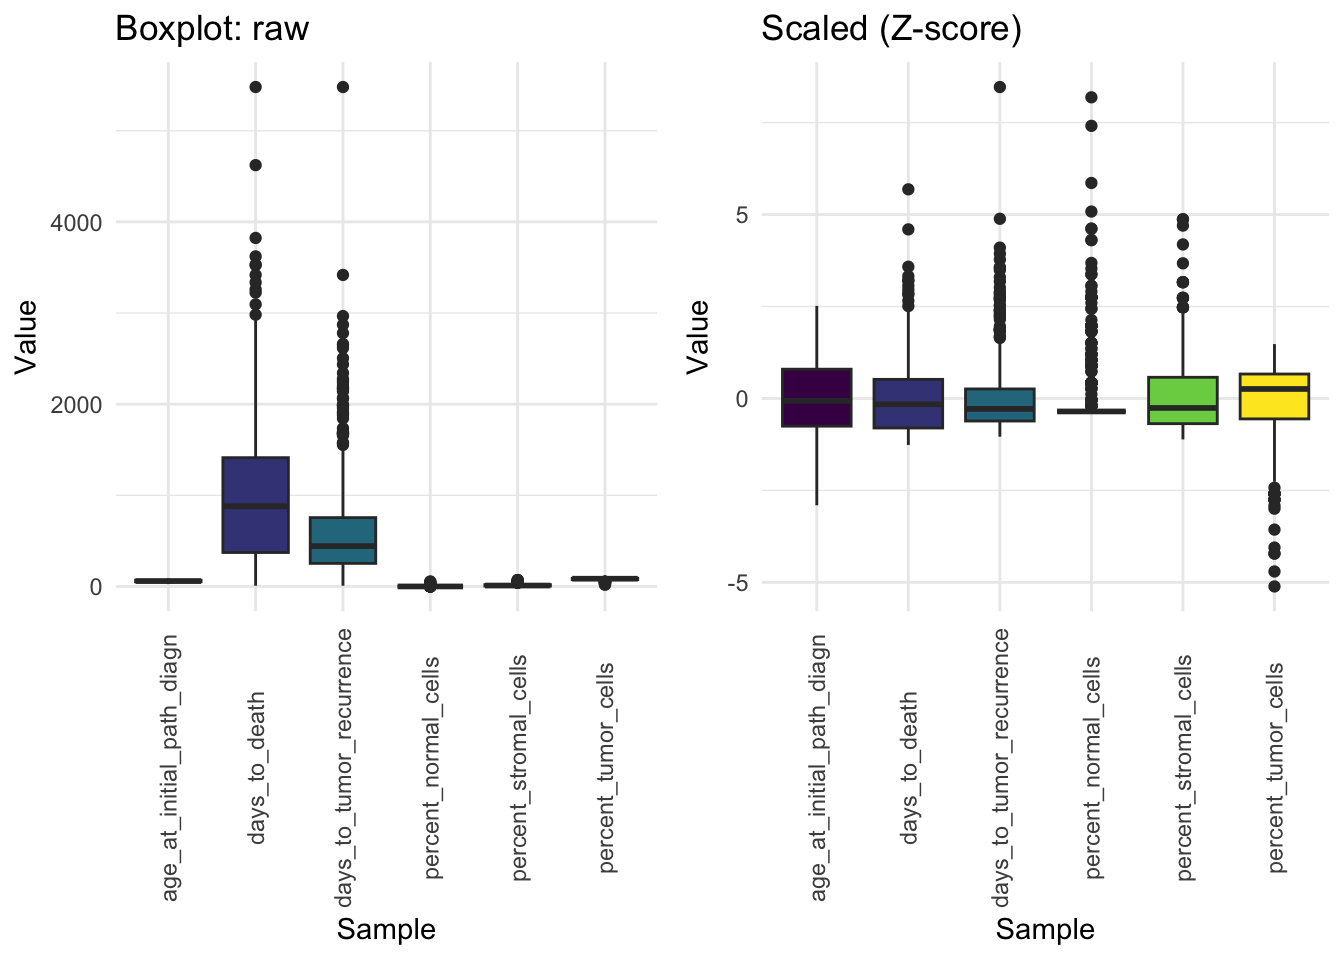 Boxplot: raw
Value
4000
2000
0
age_at_initial_path_diagn
days_to_death
days_to_tumor_recurrence
percent_normal_cells
percent_stromal_cells
percent_tumor_cells
Sample
Scaled (Z-score)
Value
5
0
-5
age_at_initial_path_diagn
days_to_death
days_to_tumor_recurrence
percent_normal_cells
percent_stromal_cells
percent_tumor_cells
Sample